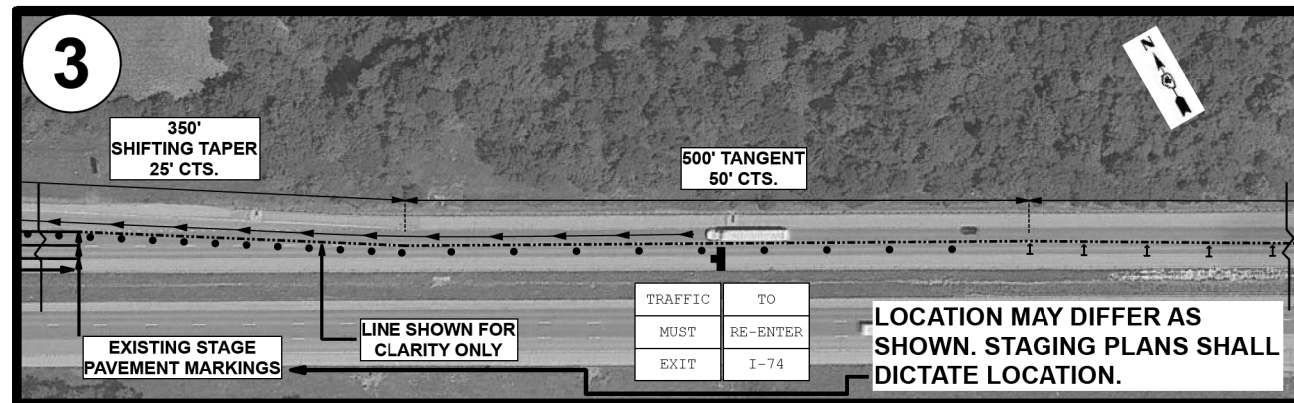 3
350'
SHIFTING TAPER
25' CTS.
500' TANGENT
50' CTS.
N
TRAFFIC TO
MUST RE-ENTER
EXIT I-74
LINE SHOWN FOR
CLARITY ONLY
EXISTING STAGE
PAVEMENT MARKINGS
LOCATION MAY DIFFER AS
SHOWN. STAGING PLANS SHALL
DICTATE LOCATION.